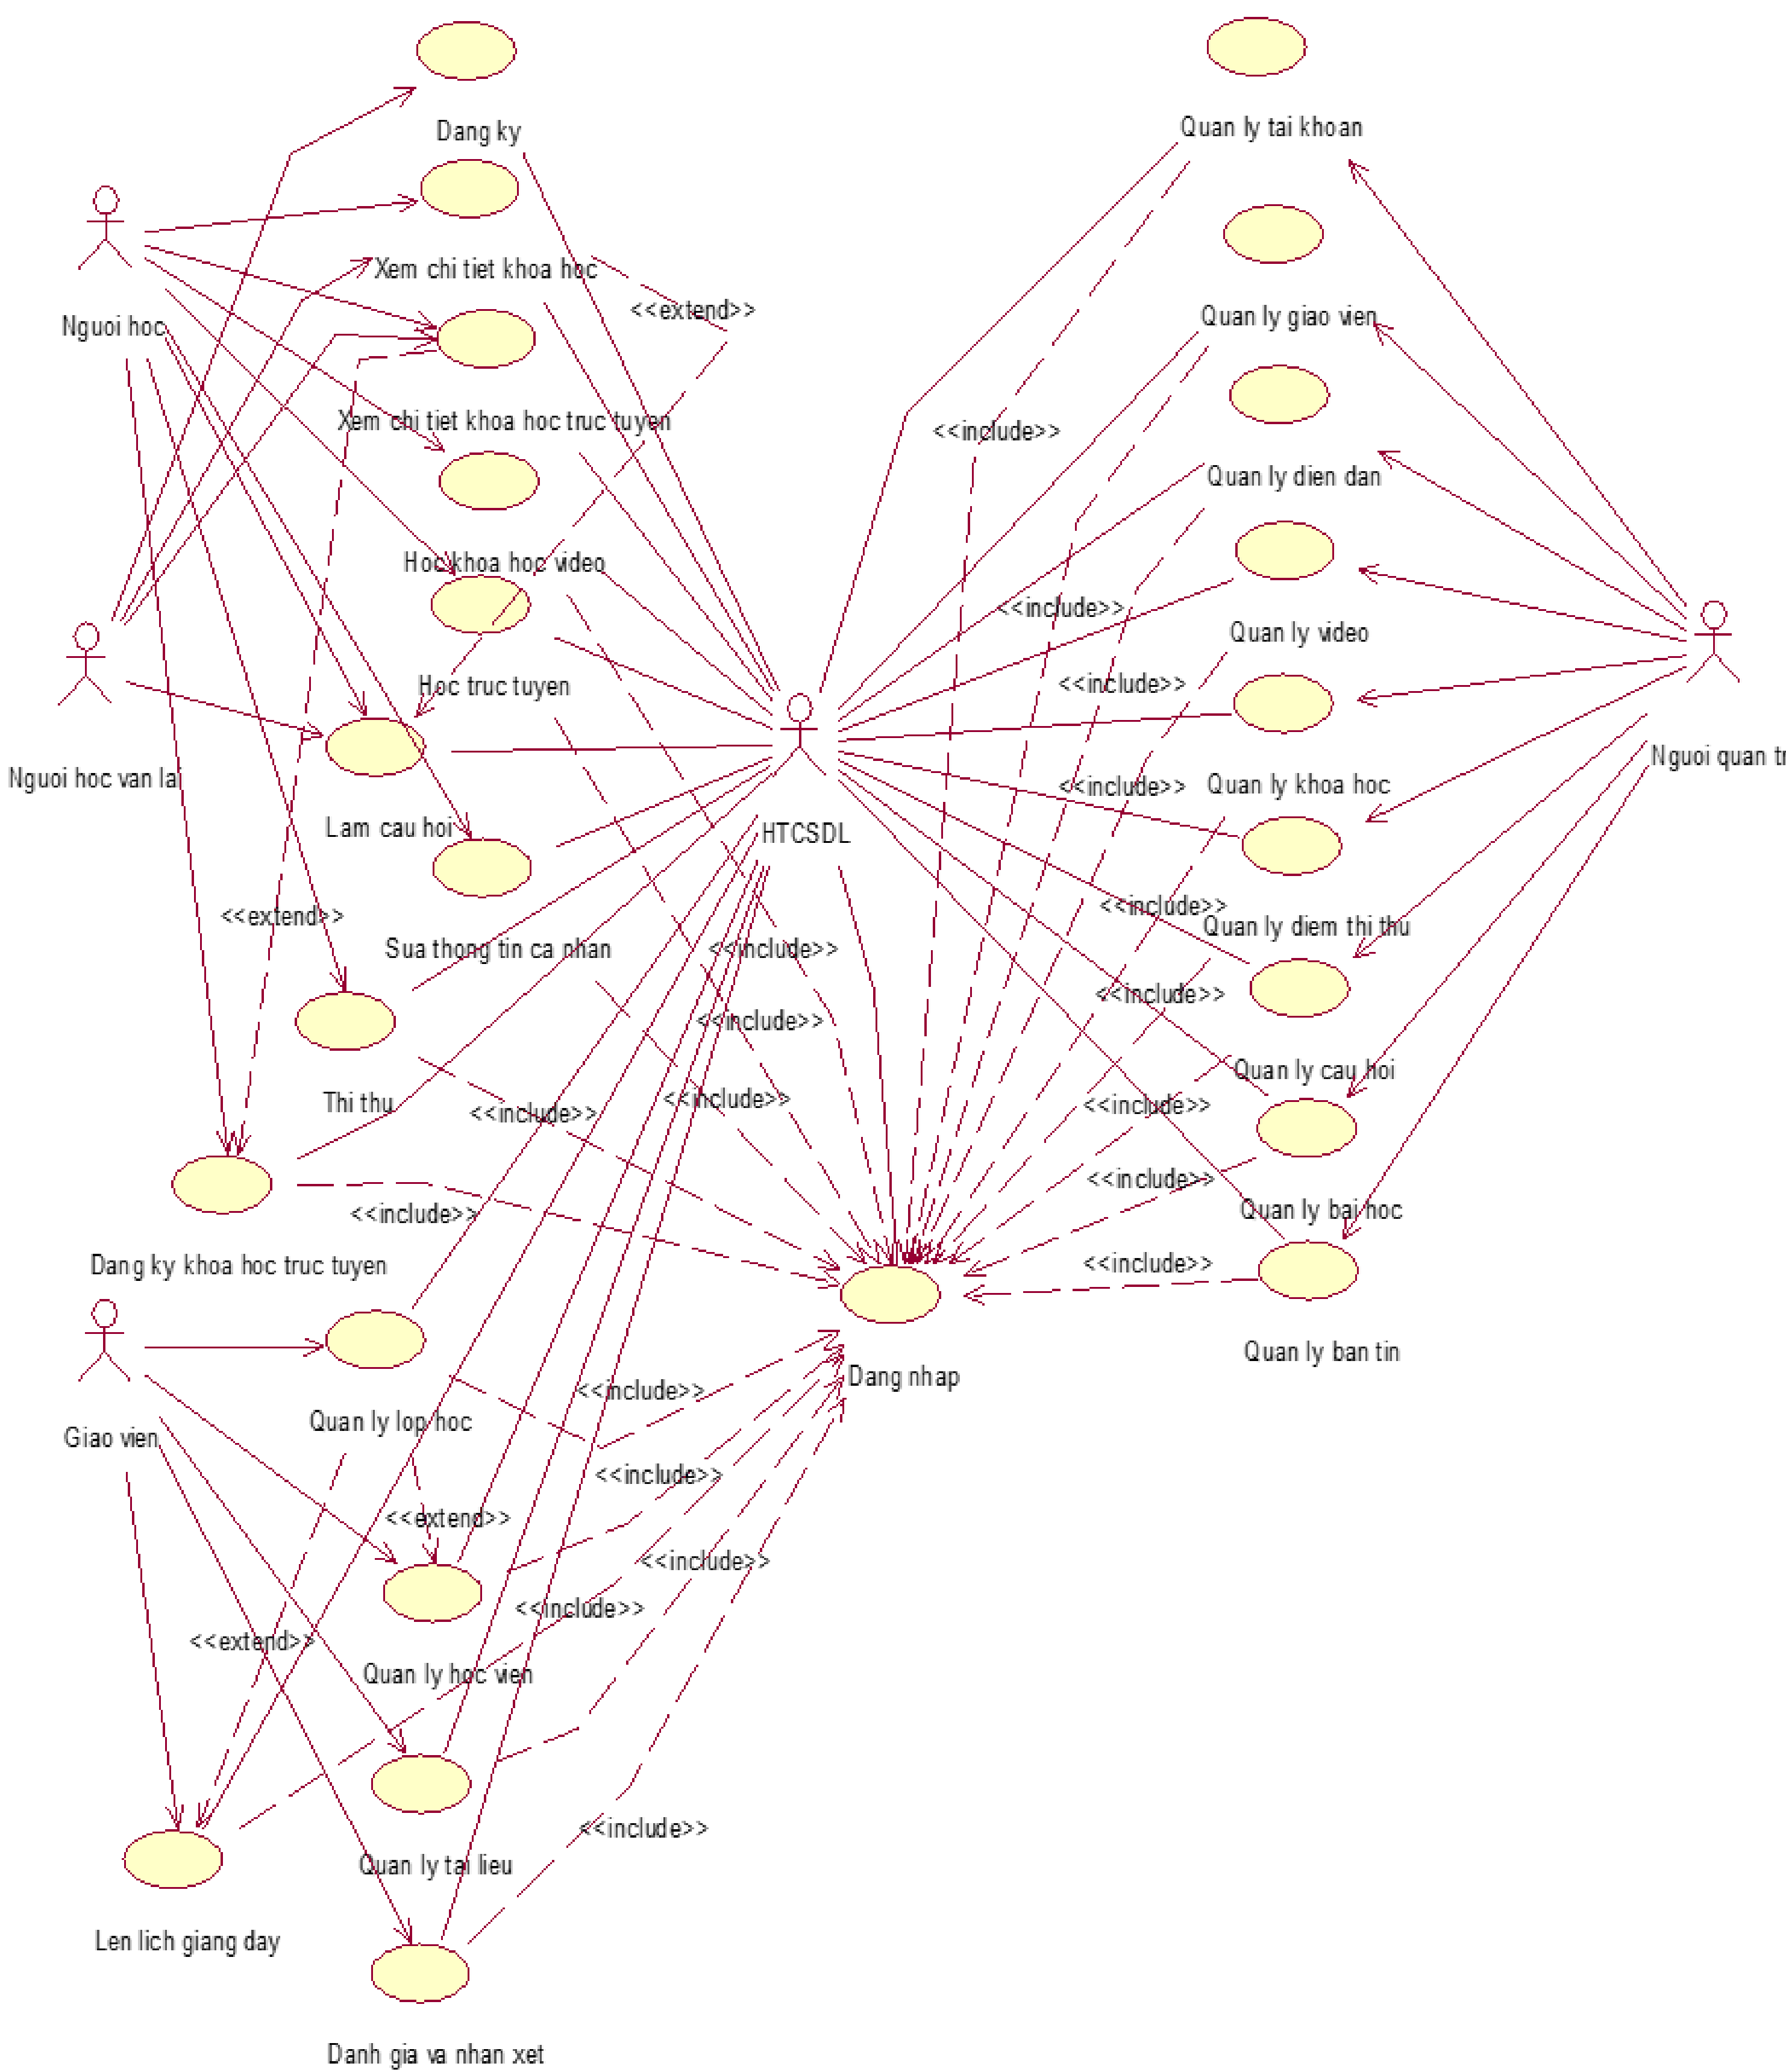 Dang ky
Quan ly tai khoan
Xem chi tiet khoa hoc
<<extend>>
Quan ly giao vien
Nguoi hoc
Xem chi tiet khoa hoc truc tuyen
<<include>>
Quan ly dien dan
Hoc khoa hoc video
<<include>>
Quan ly video
Hoc truc tuyen
<<include>>
Nguoi hoc van lai
Nguoi quan tr
<<include>>
Quan ly khoa hoc
Lam cau hoi
HTCSDL
<<extend>>
<<include>>
Quan ly diem thi thu
Sua thong tin ca nhan
<<include>>
<<include>>
<<include>>
Quan ly cau hoi
Thi thu
<<include>>
<<include>>
<<include>>
<<include>>
<<include>>
Quan ly bai hoc
Dang ky khoa hoc truc tuyen
<<include>>
Quan ly ban tin
Dang nhap
<<include>>
Quan ly lop hoc
Giao vien
<<include>>
<<extend>>
<<include>>
<<include>>
<<extend>>
Quan ly hoc vien
<<include>>
Quan ly tai lieu
Len lich giang day
Danh gia va nhan xet